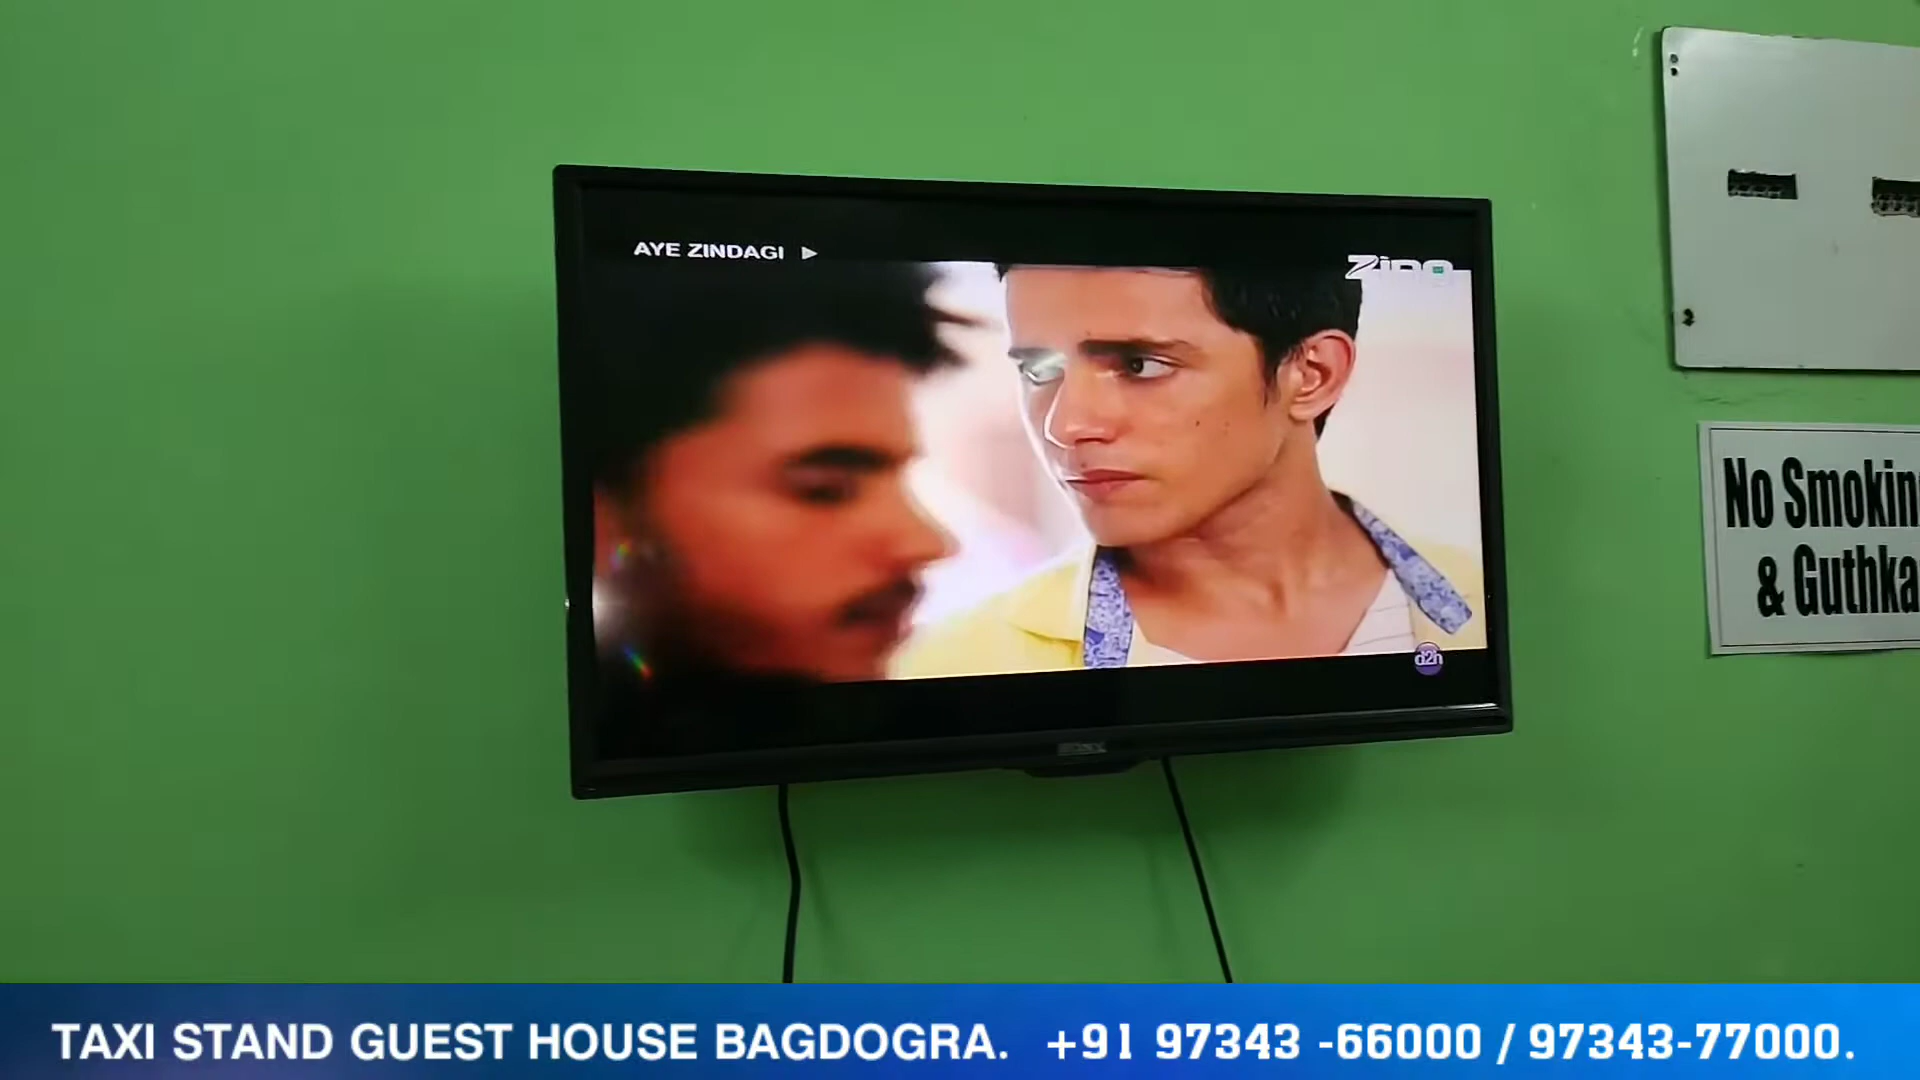 AYE ZINDAGI
Zing
d2h
No Smokin
& Guthka
TAXI STAND GUEST HOUSE BAGDOGRA. +91 97343 -66000 / 97343-77000.